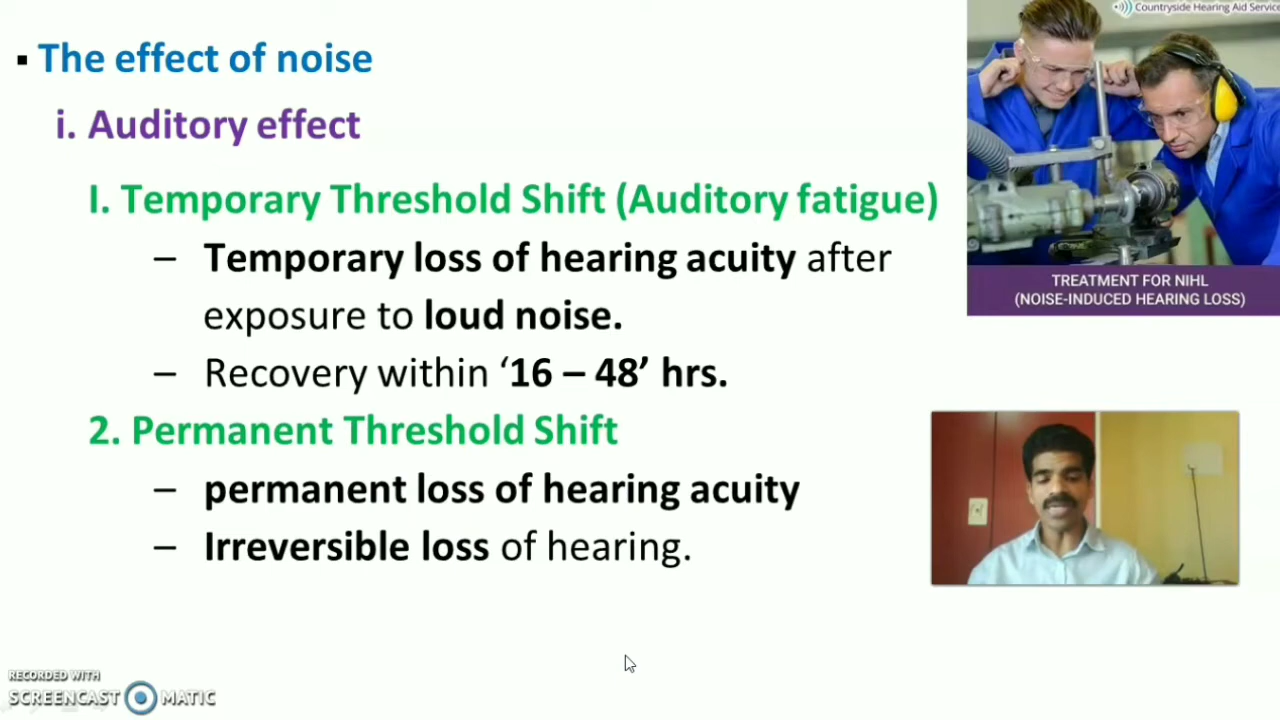 ▪ The effect of noise
i. Auditory effect
I. Temporary Threshold Shift (Auditory fatigue)
– Temporary loss of hearing acuity after
exposure to loud noise.
– Recovery within ‘16 – 48’ hrs.
2. Permanent Threshold Shift
– permanent loss of hearing acuity
– Irreversible loss of hearing.
Countryside Hearing Aid Service
TREATMENT FOR NIHL
(NOISE-INDUCED HEARING LOSS)
RECORDED WITH
SCREENCAST MATIC